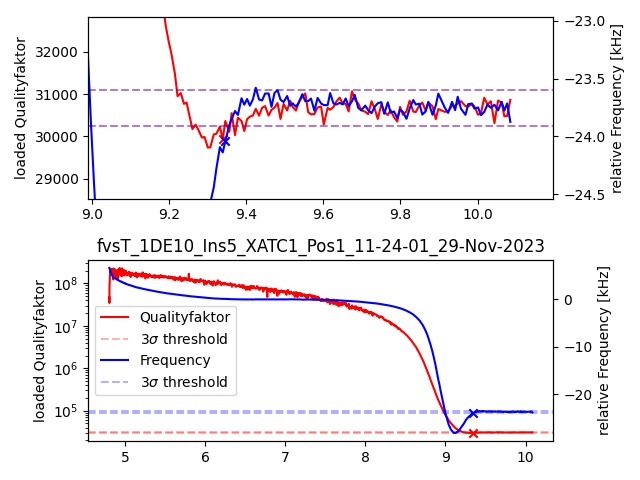 loaded Qualityfaktor
32000
31000
30000
29000
9.0 9.2 9.4 9.6 9.8 10.0
−23.0
−23.5
−24.0
−24.5
relative Frequency [kHz]
fvsT_1DE10_Ins5_XATC1_Pos1_11-24-01_29-Nov-2023
loaded Qualityfaktor
10⁸
10⁷
10⁶
10⁵
Qualityfaktor
3σ threshold
Frequency
3σ threshold
5 6 7 8 9 10
0
−10
−20
relative Frequency [kHz]